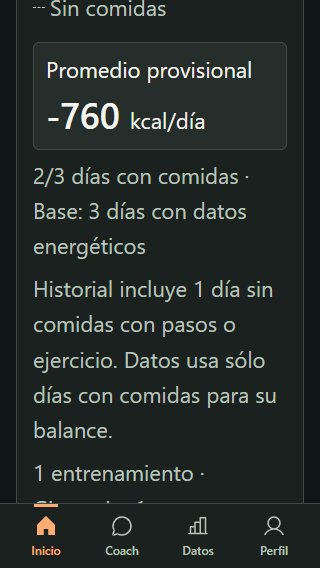 --- Sin comidas
Promedio provisional
-760 kcal/día
2/3 días con comidas ·
Base: 3 días con datos
energéticos
Historial incluye 1 día sin
comidas con pasos o
ejercicio. Datos usa sólo
días con comidas para su
balance.
1 entrenamiento ·
Inicio
Coach
Datos
Perfil